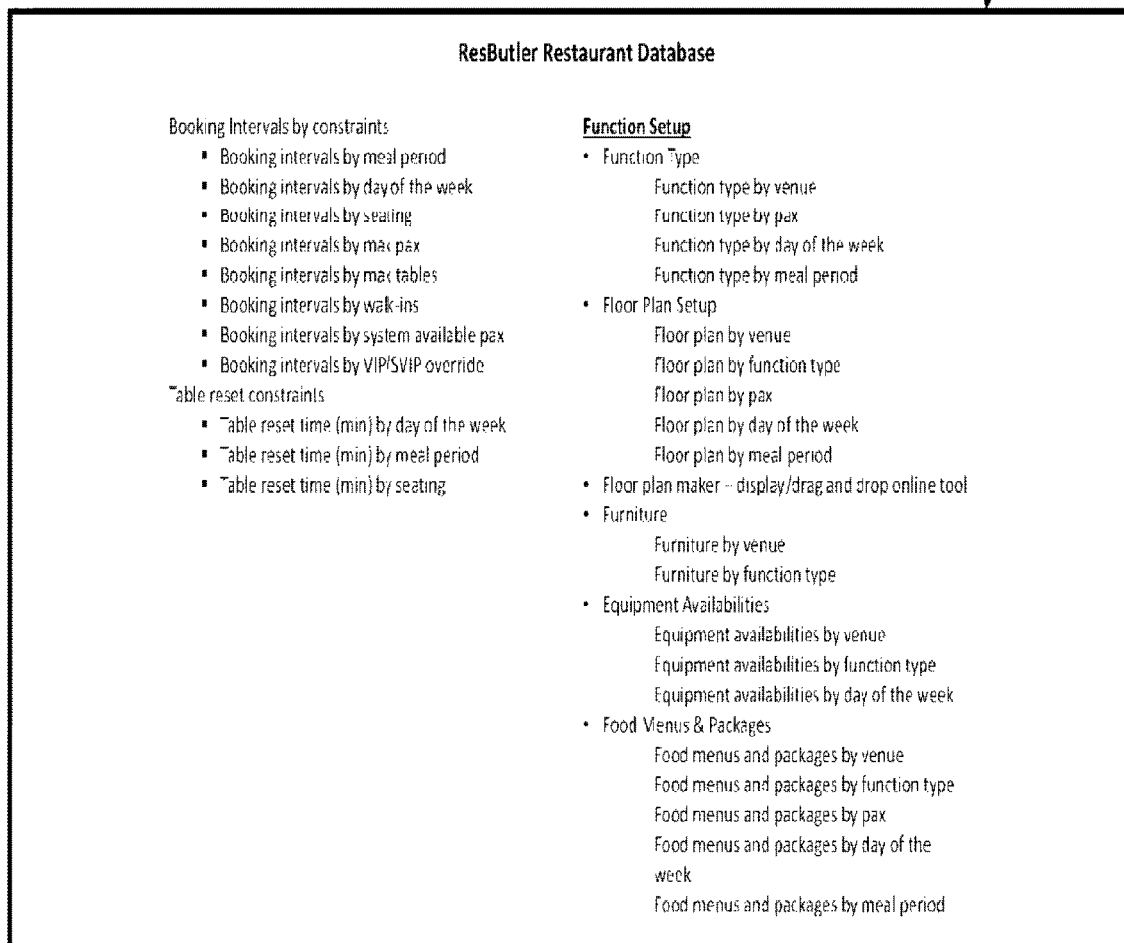 ResButler Restaurant Database
Booking Intervals by constraints
▪ Booking intervals by meal period
▪ Booking intervals by day of the week
▪ Booking intervals by seating
▪ Booking intervals by max pax
▪ Booking intervals by max tables
▪ Booking intervals by walk-ins
▪ Booking intervals by system available pax
▪ Booking intervals by VIP/SVIP override
Table reset constraints
▪ Table reset time (min) by day of the week
▪ Table reset time (min) by meal period
▪ Table reset time (min) by seating
Function Setup
• Function Type
Function type by venue
Function type by pax
Function type by day of the week
Function type by meal period
• Floor Plan Setup
Floor plan by venue
Floor plan by function type
Floor plan by pax
Floor plan by day of the week
Floor plan by meal period
• Floor plan maker – display/drag and drop online tool
• Furniture
Furniture by venue
Furniture by function type
• Equipment Availabilities
Equipment availabilities by venue
Equipment availabilities by function type
Equipment availabilities by day of the week
• Food Menus & Packages
Food menus and packages by venue
Food menus and packages by function type
Food menus and packages by pax
Food menus and packages by day of the
week
Food menus and packages by meal period